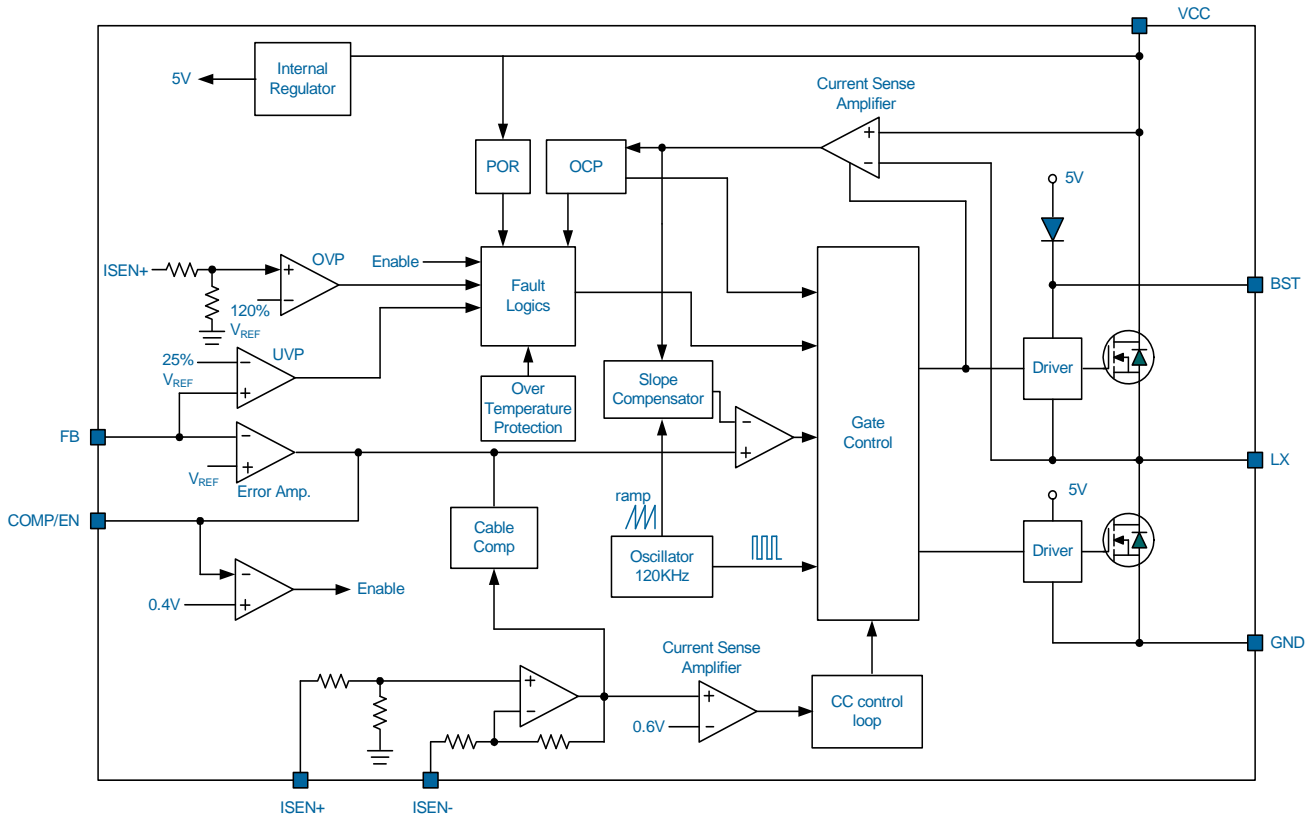 VCC
Internal
Regulator
5V
Current Sense
Amplifier
+
−
POR
OCP
5V
ISEN+
OVP
+
−
120%
VREF
Enable
Fault
Logics
BST
25%
VREF
UVP
−
+
Over
Temperature
Protection
Slope
Compensator
−
+
Gate
Control
Driver
FB
−
+
VREF
Error Amp.
LX
COMP/EN
Cable
Comp
ramp
Oscillator
120KHz
5V
Driver
−
+
0.4V
Enable
GND
+
−
Current Sense
Amplifier
+
−
0.6V
CC control
loop
ISEN+
ISEN-